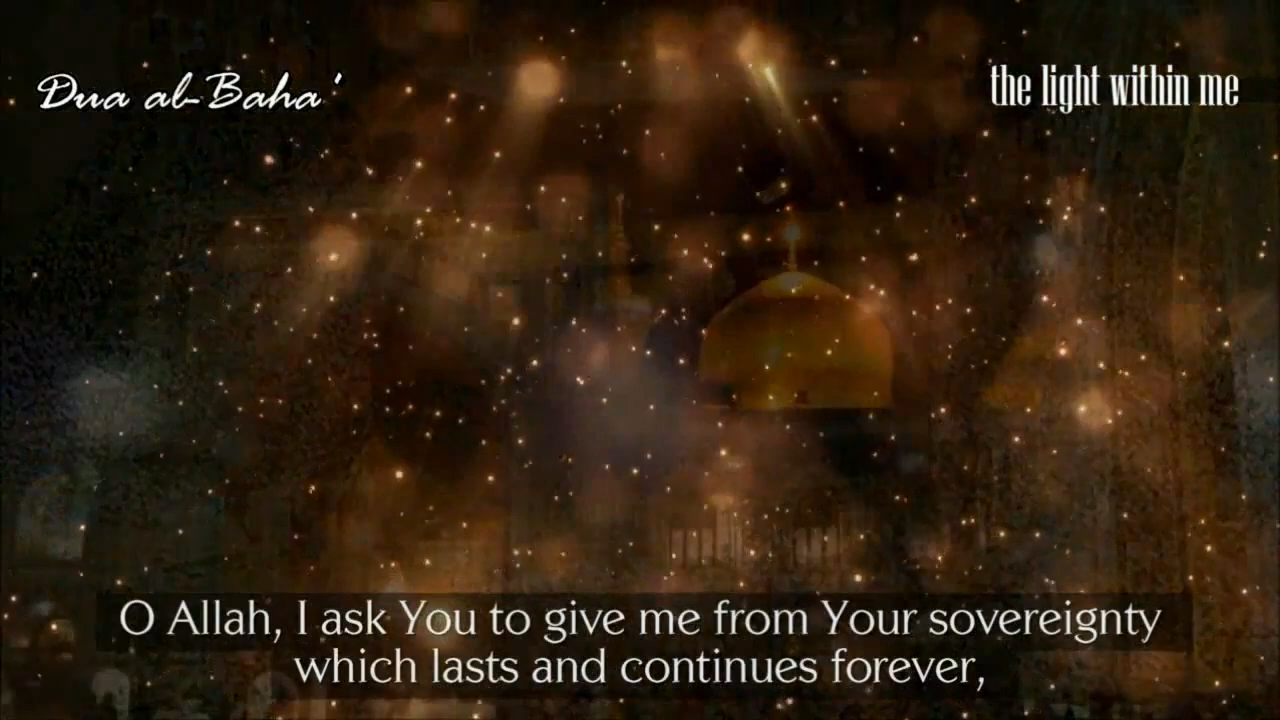 Dua al-Baha'
the light within me
O Allah, I ask You to give me from Your sovereignty
which lasts and continues forever,